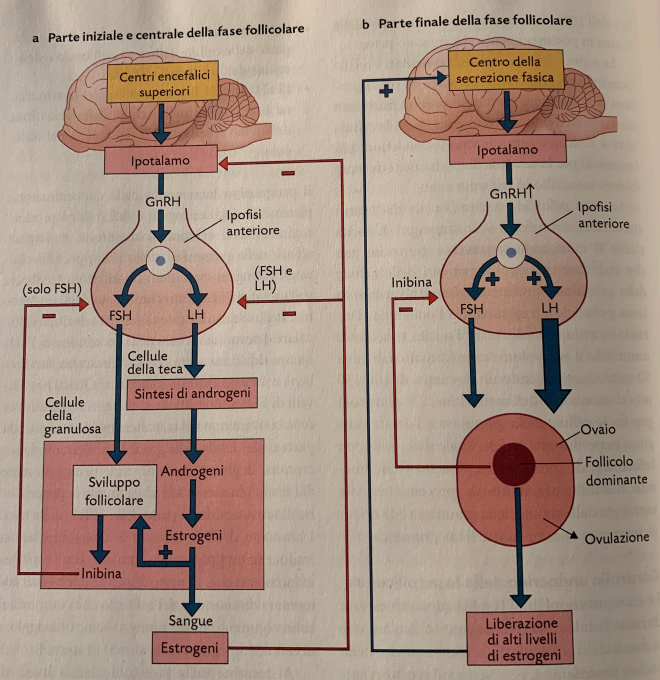 a Parte iniziale e centrale della fase follicolare
Centri encefalici
superiori
Ipotalamo
–
GnRH
Ipofisi
anteriore
(solo FSH)
–
(FSH e
LH)
–
FSH
LH
Cellule
della teca
Sintesi di androgeni
Cellule
della
granulosa
Sviluppo
follicolare
Androgeni
Estrogeni
+
Inibina
Sangue
Estrogeni
b Parte finale della fase follicolare
Centro della
secrezione fasica
+
Ipotalamo
GnRH↑
Ipofisi
anteriore
Inibina
–
+ +
FSH
LH
Ovaio
Follicolo
dominante
Ovulazione
Liberazione
di alti livelli
di estrogeni